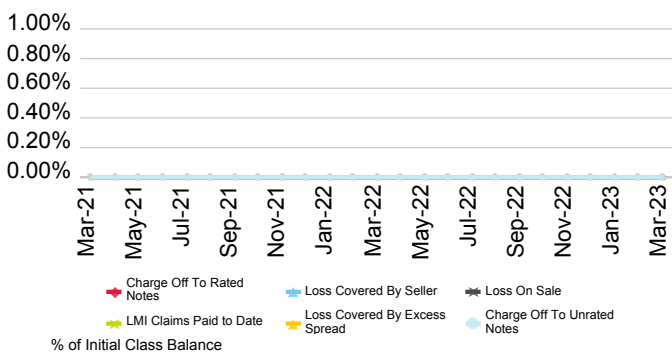 1.00%
0.80%
0.60%
0.40%
0.20%
0.00%
Mar-21
May-21
Jul-21
Sep-21
Nov-21
Jan-22
Mar-22
May-22
Jul-22
Sep-22
Nov-22
Jan-23
Mar-23
Charge Off To Rated
Notes
Loss Covered By Seller
Loss On Sale
LMI Claims Paid to Date
Loss Covered By Excess
Spread
Charge Off To Unrated
Notes
% of Initial Class Balance